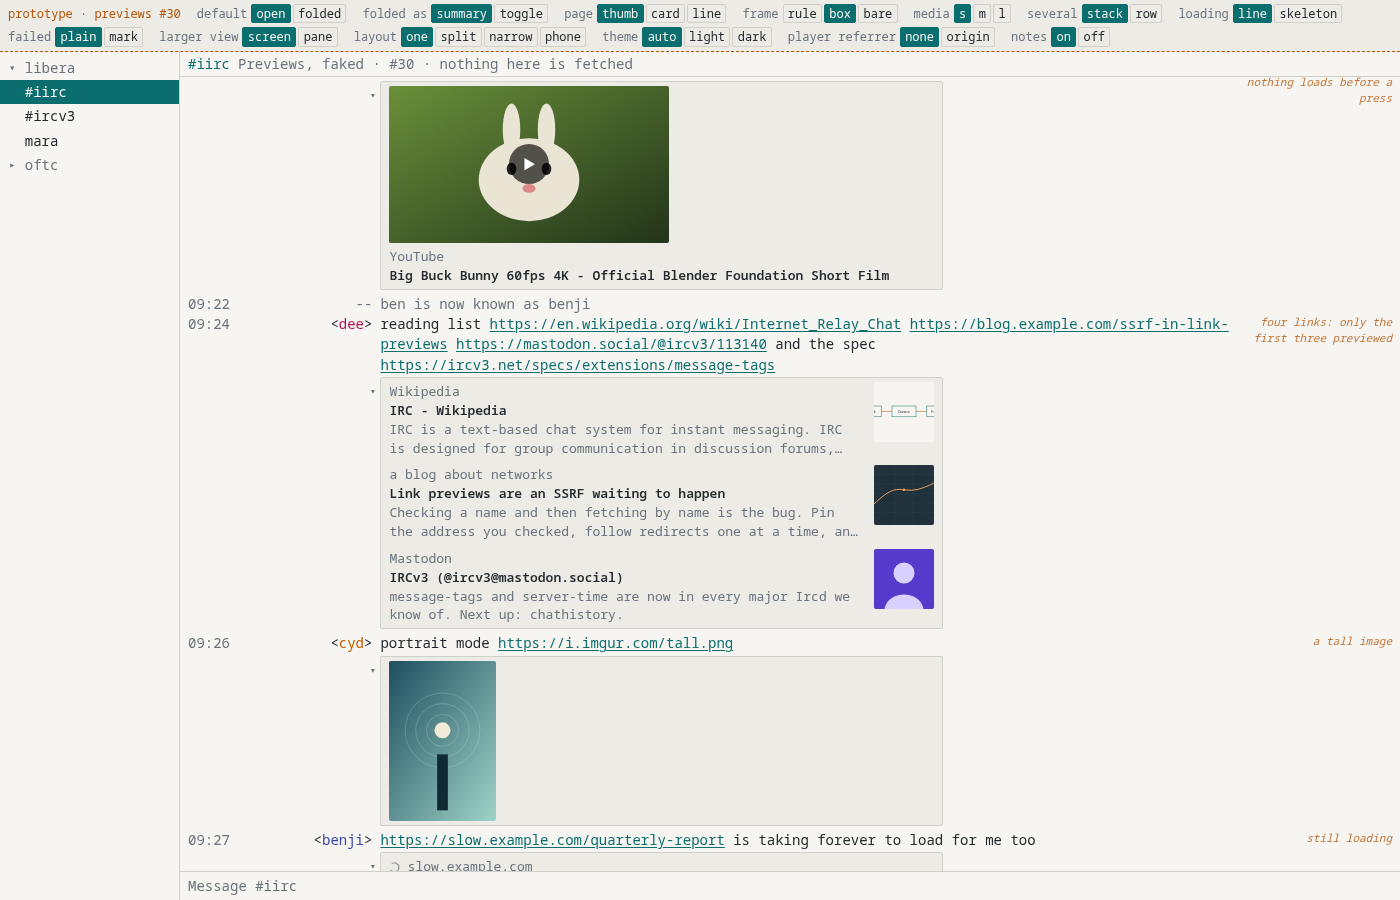 prototype · previews #30 default open folded folded as summary toggle page thumb card line frame rule box bare media s m l several stack row loading line skeleton
failed plain mark larger view screen pane layout one split narrow phone theme auto light dark player referrer none origin notes on off
libera
#iirc
#ircv3
mara
oftc
#iirc Previews, faked · #30 · nothing here is fetched
nothing loads before a
press
YouTube
Big Buck Bunny 60fps 4K - Official Blender Foundation Short Film
09:22 -- ben is now known as benji
09:24 <dee> reading list https://en.wikipedia.org/wiki/Internet_Relay_Chat https://blog.example.com/ssrf-in-link-
previews https://mastodon.social/@ircv3/113140 and the spec
https://ircv3.net/specs/extensions/message-tags
four links: only the
first three previewed
Wikipedia
IRC - Wikipedia
IRC is a text-based chat system for instant messaging. IRC
is designed for group communication in discussion forums,…
a blog about networks
Link previews are an SSRF waiting to happen
Checking a name and then fetching by name is the bug. Pin
the address you checked, follow redirects one at a time, an…
Mastodon
IRCv3 (@ircv3@mastodon.social)
message-tags and server-time are now in every major Ircd we
know of. Next up: chathistory.
09:26 <cyd> portrait mode https://i.imgur.com/tall.png
a tall image
09:27 <benji> https://slow.example.com/quarterly-report is taking forever to load for me too
still loading
slow.example.com
Message #iirc